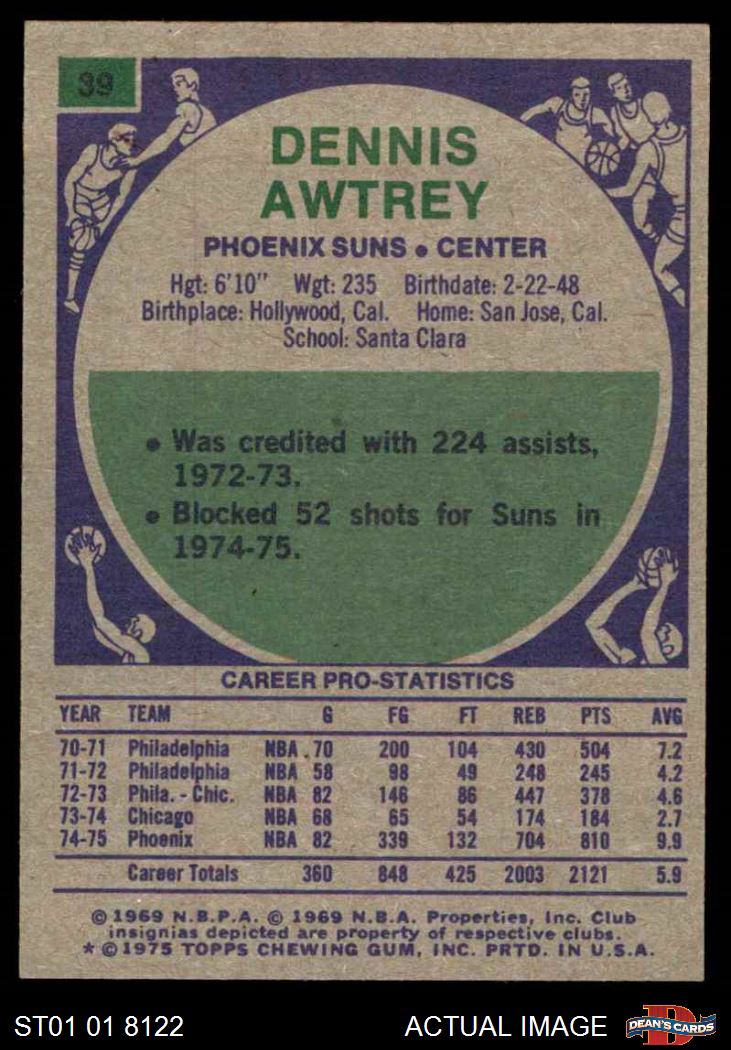 39
DENNIS
AWTREY
PHOENIX SUNS • CENTER
Hgt: 6'10" Wgt: 235 Birthdate: 2-22-48
Birthplace: Hollywood, Cal. Home: San Jose, Cal.
School: Santa Clara
• Was credited with 224 assists,
1972-73.
• Blocked 52 shots for Suns in
1974-75.
CAREER PRO-STATISTICS
YEAR TEAM G FG FT REB PTS AVG
70-71 Philadelphia NBA 70 200 104 430 504 7.2
71-72 Philadelphia NBA 58 98 49 248 245 4.2
72-73 Phila. - Chic. NBA 82 146 86 447 378 4.6
73-74 Chicago NBA 68 65 54 174 184 2.7
74-75 Phoenix NBA 82 339 132 704 810 9.9
Career Totals 360 848 425 2003 2121 5.9
© 1969 N.B.P.A. © 1969 N.B.A. Properties, Inc. Club
insignias depicted are property of respective clubs.
* © 1975 TOPPS CHEWING GUM, INC. PRTD. IN U.S.A.
ST01 01 8122 ACTUAL IMAGE DEAN'S CARDS